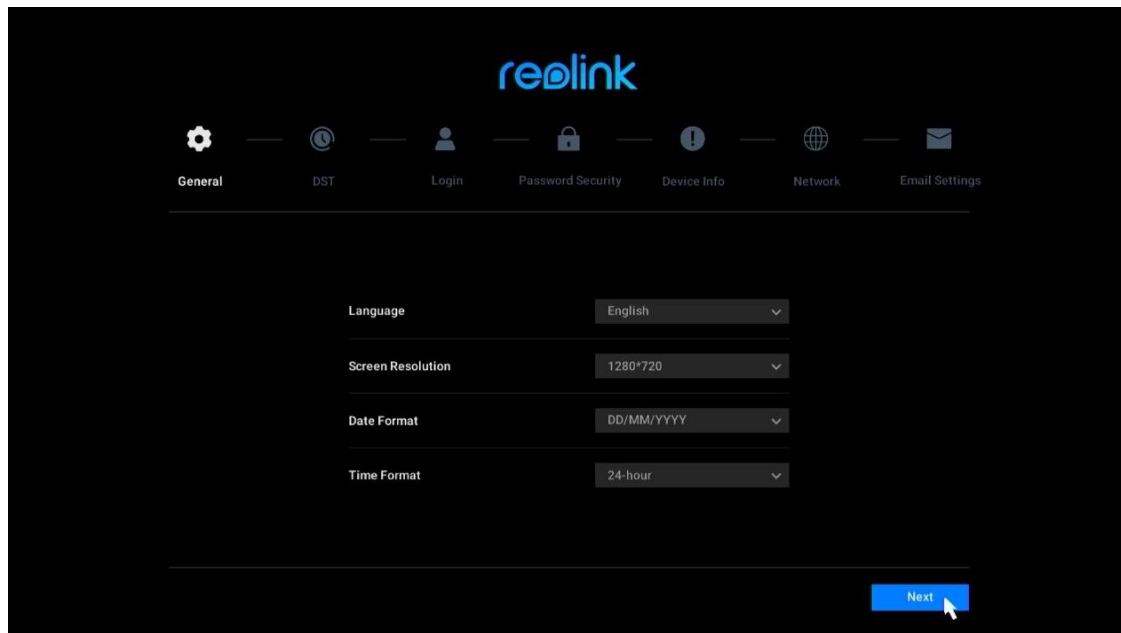 reolink
General DST Login Password Security Device Info Network Email Settings
Language English
Screen Resolution 1280*720
Date Format DD/MM/YYYY
Time Format 24-hour
Next